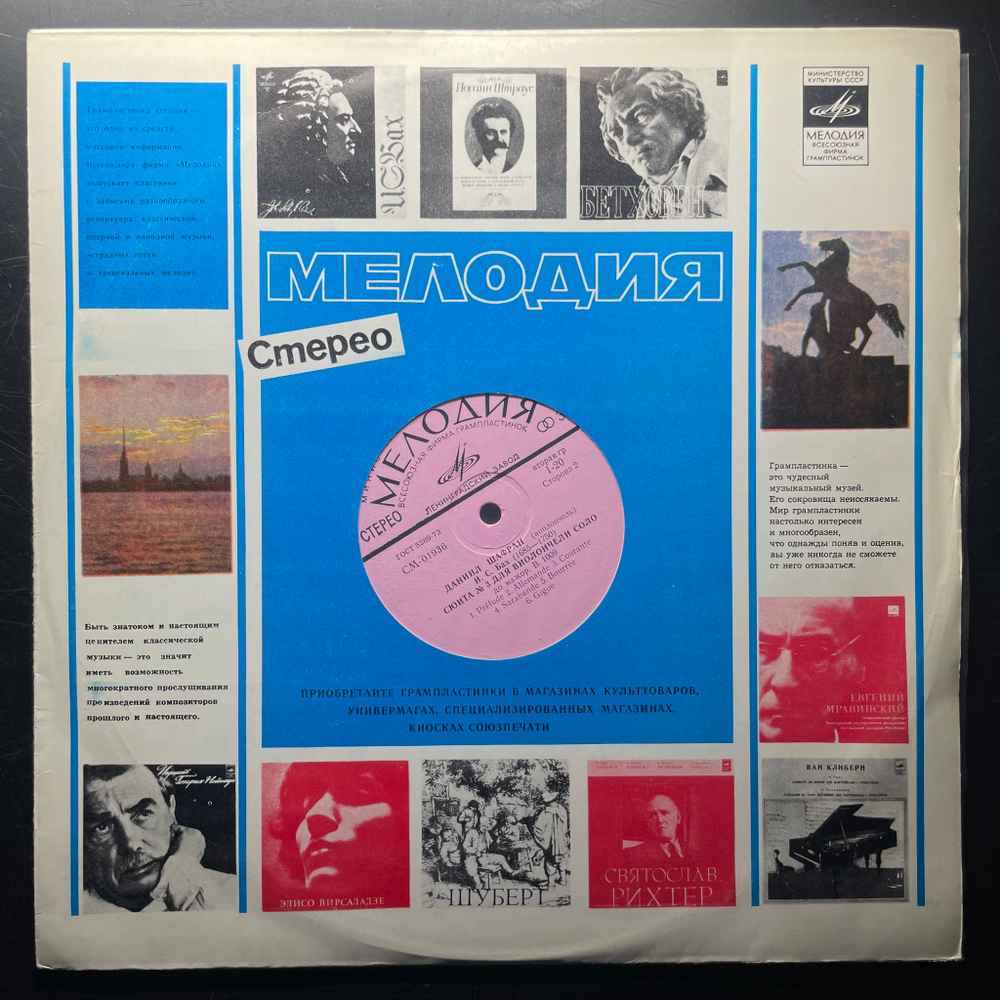 Грампластинка сегодня —
это одно из средств
массовой информации.
Всесоюзная фирма «Мелодия»
выпускает пластинки
с записями разнообразного
репертуара: классической,
оперной и народной музыки,
эстрадных песен
и танцевальных мелодий.
И.С.Бах
Иоганн Штраус
БЕТХОВЕН
МИНИСТЕРСТВО
КУЛЬТУРЫ СССР
МЕЛОДИЯ
ВСЕСОЮЗНАЯ
ФИРМА
ГРАМПЛАСТИНОК
МЕЛОДИЯ
Стерео
МЕЛОДИЯ
ВСЕСОЮЗНАЯ ФИРМА ГРАМПЛАСТИНОК
ЛЕНИНГРАДСКИЙ ЗАВОД
СТЕРЕО
ГОСТ 5289-73
СМ-01930
вторая гр
1-20
Сторона 2
ДАНИИЛ ШАФРАН (виолончель)
И. С. Бах (1685—1750)
СЮИТА № 3 ДЛЯ ВИОЛОНЧЕЛИ СОЛО
до мажор, B. 1009
1. Prélude 2. Allemande 3. Courante
4. Sarabande 5. Bourrée
6. Gigue
Грампластинка —
это чудесный
музыкальный музей.
Его сокровища неиссякаемы.
Мир грампластинки
настолько интересен
и многообразен,
что однажды поняв и оценив,
вы уже никогда не сможете
от него отказаться.
Быть знатоком и настоящим
ценителем классической
музыки — это значит
иметь возможность
многократного прослушивания
произведений композиторов
прошлого и настоящего.
ПРИОБРЕТАЙТЕ ГРАМПЛАСТИНКИ В МАГАЗИНАХ КУЛЬТТОВАРОВ,
УНИВЕРМАГАХ, СПЕЦИАЛИЗИРОВАННЫХ МАГАЗИНАХ,
КИОСКАХ СОЮЗПЕЧАТИ
ЕВГЕНИЙ
МРАВИНСКИЙ
Играет
Генрих Нейгауз
ЭЛИСО ВИРСАЛАДЗЕ
ШУБЕРТ
СВЯТОСЛАВ
РИХТЕР
ВАН КЛИБЕРН